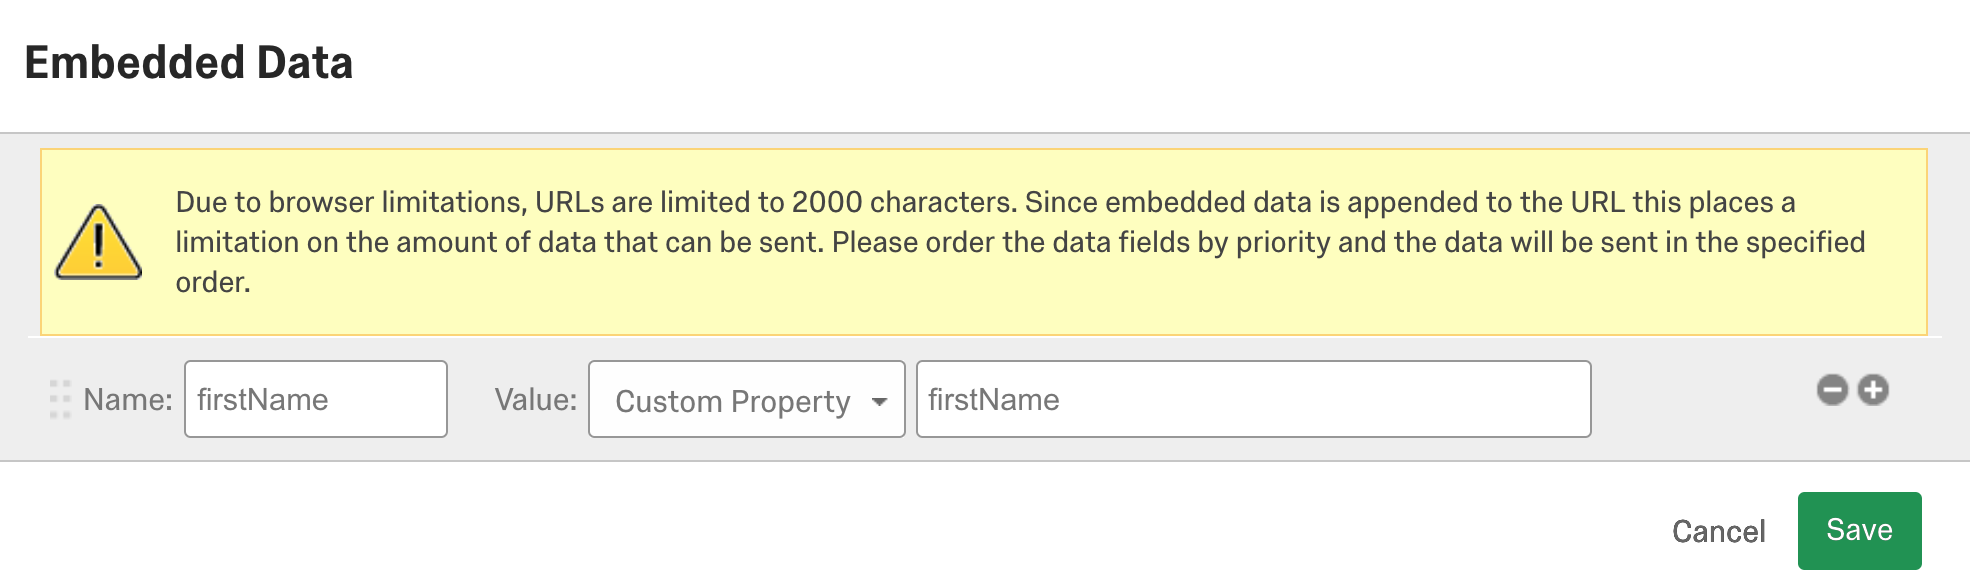 Embedded Data
Due to browser limitations, URLs are limited to 2000 characters. Since embedded data is appended to the URL this places a
limitation on the amount of data that can be sent. Please order the data fields by priority and the data will be sent in the specified
order.
Name: firstName Value: Custom Property firstName
Cancel Save